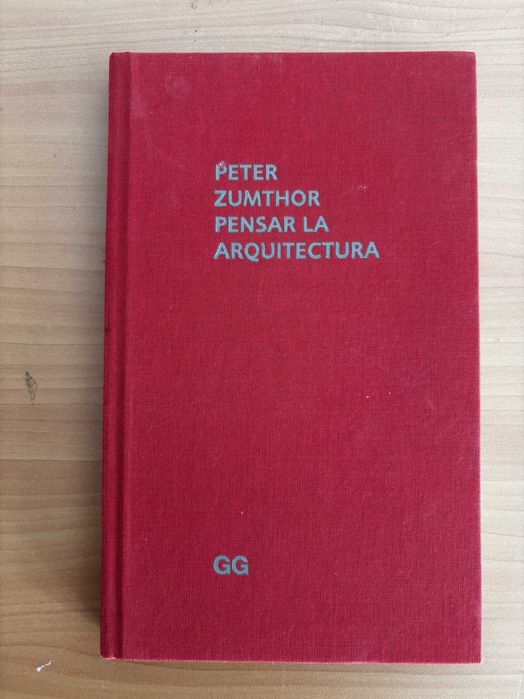 PETER
ZUMTHOR
PENSAR LA
ARQUITECTURA
GG